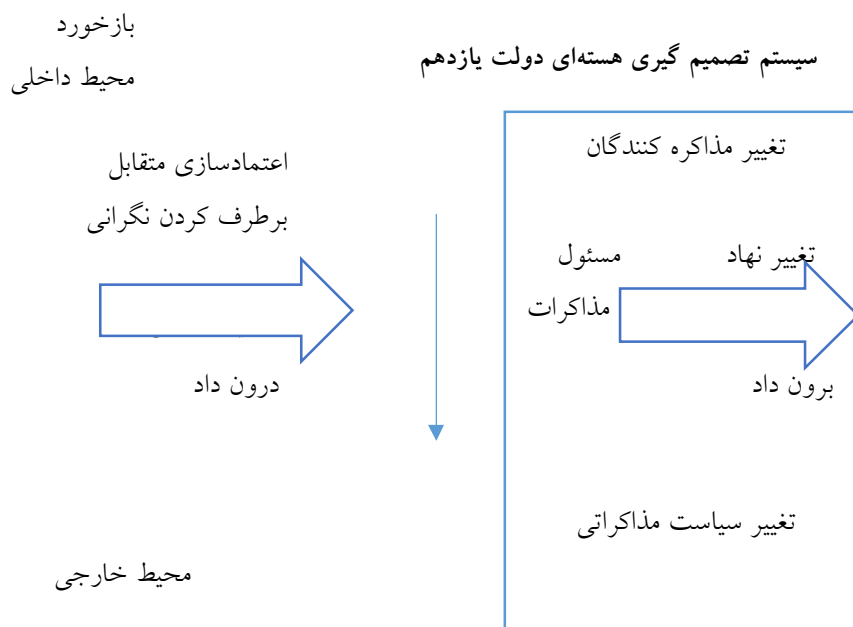 بازخورد
محیط داخلی
سیستم تصمیم گیری هسته‌ای دولت یازدهم
تغییر مذاکره کنندگان
اعتمادسازی متقابل
برطرف کردن نگرانی
تغییر نهاد مسئول
مذاکرات
درون داد
برون داد
تغییر سیاست مذاکراتی
محیط خارجی